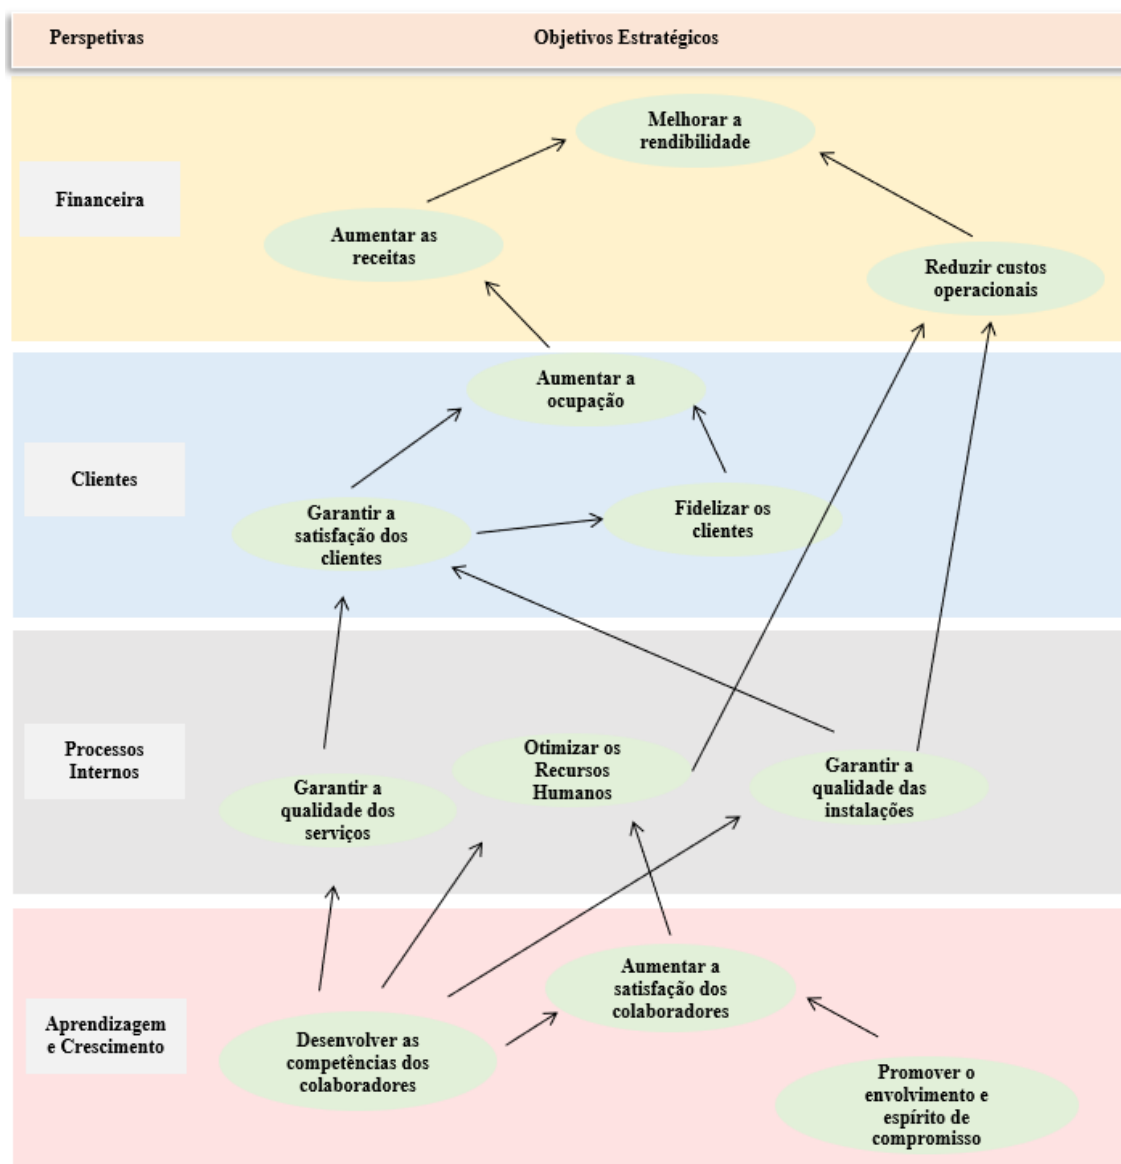 Perspetivas
Objetivos Estratégicos
Financeira
Melhorar a
rendibilidade
Aumentar as
receitas
Reduzir custos
operacionais
Clientes
Aumentar a
ocupação
Garantir a
satisfação dos
clientes
Fidelizar os
clientes
Processos
Internos
Garantir a
qualidade dos
serviços
Otimizar os
Recursos
Humanos
Garantir a
qualidade das
instalações
Aprendizagem
e Crescimento
Desenvolver as
competências dos
colaboradores
Aumentar a
satisfação dos
colaboradores
Promover o
envolvimento e
espírito de
compromisso